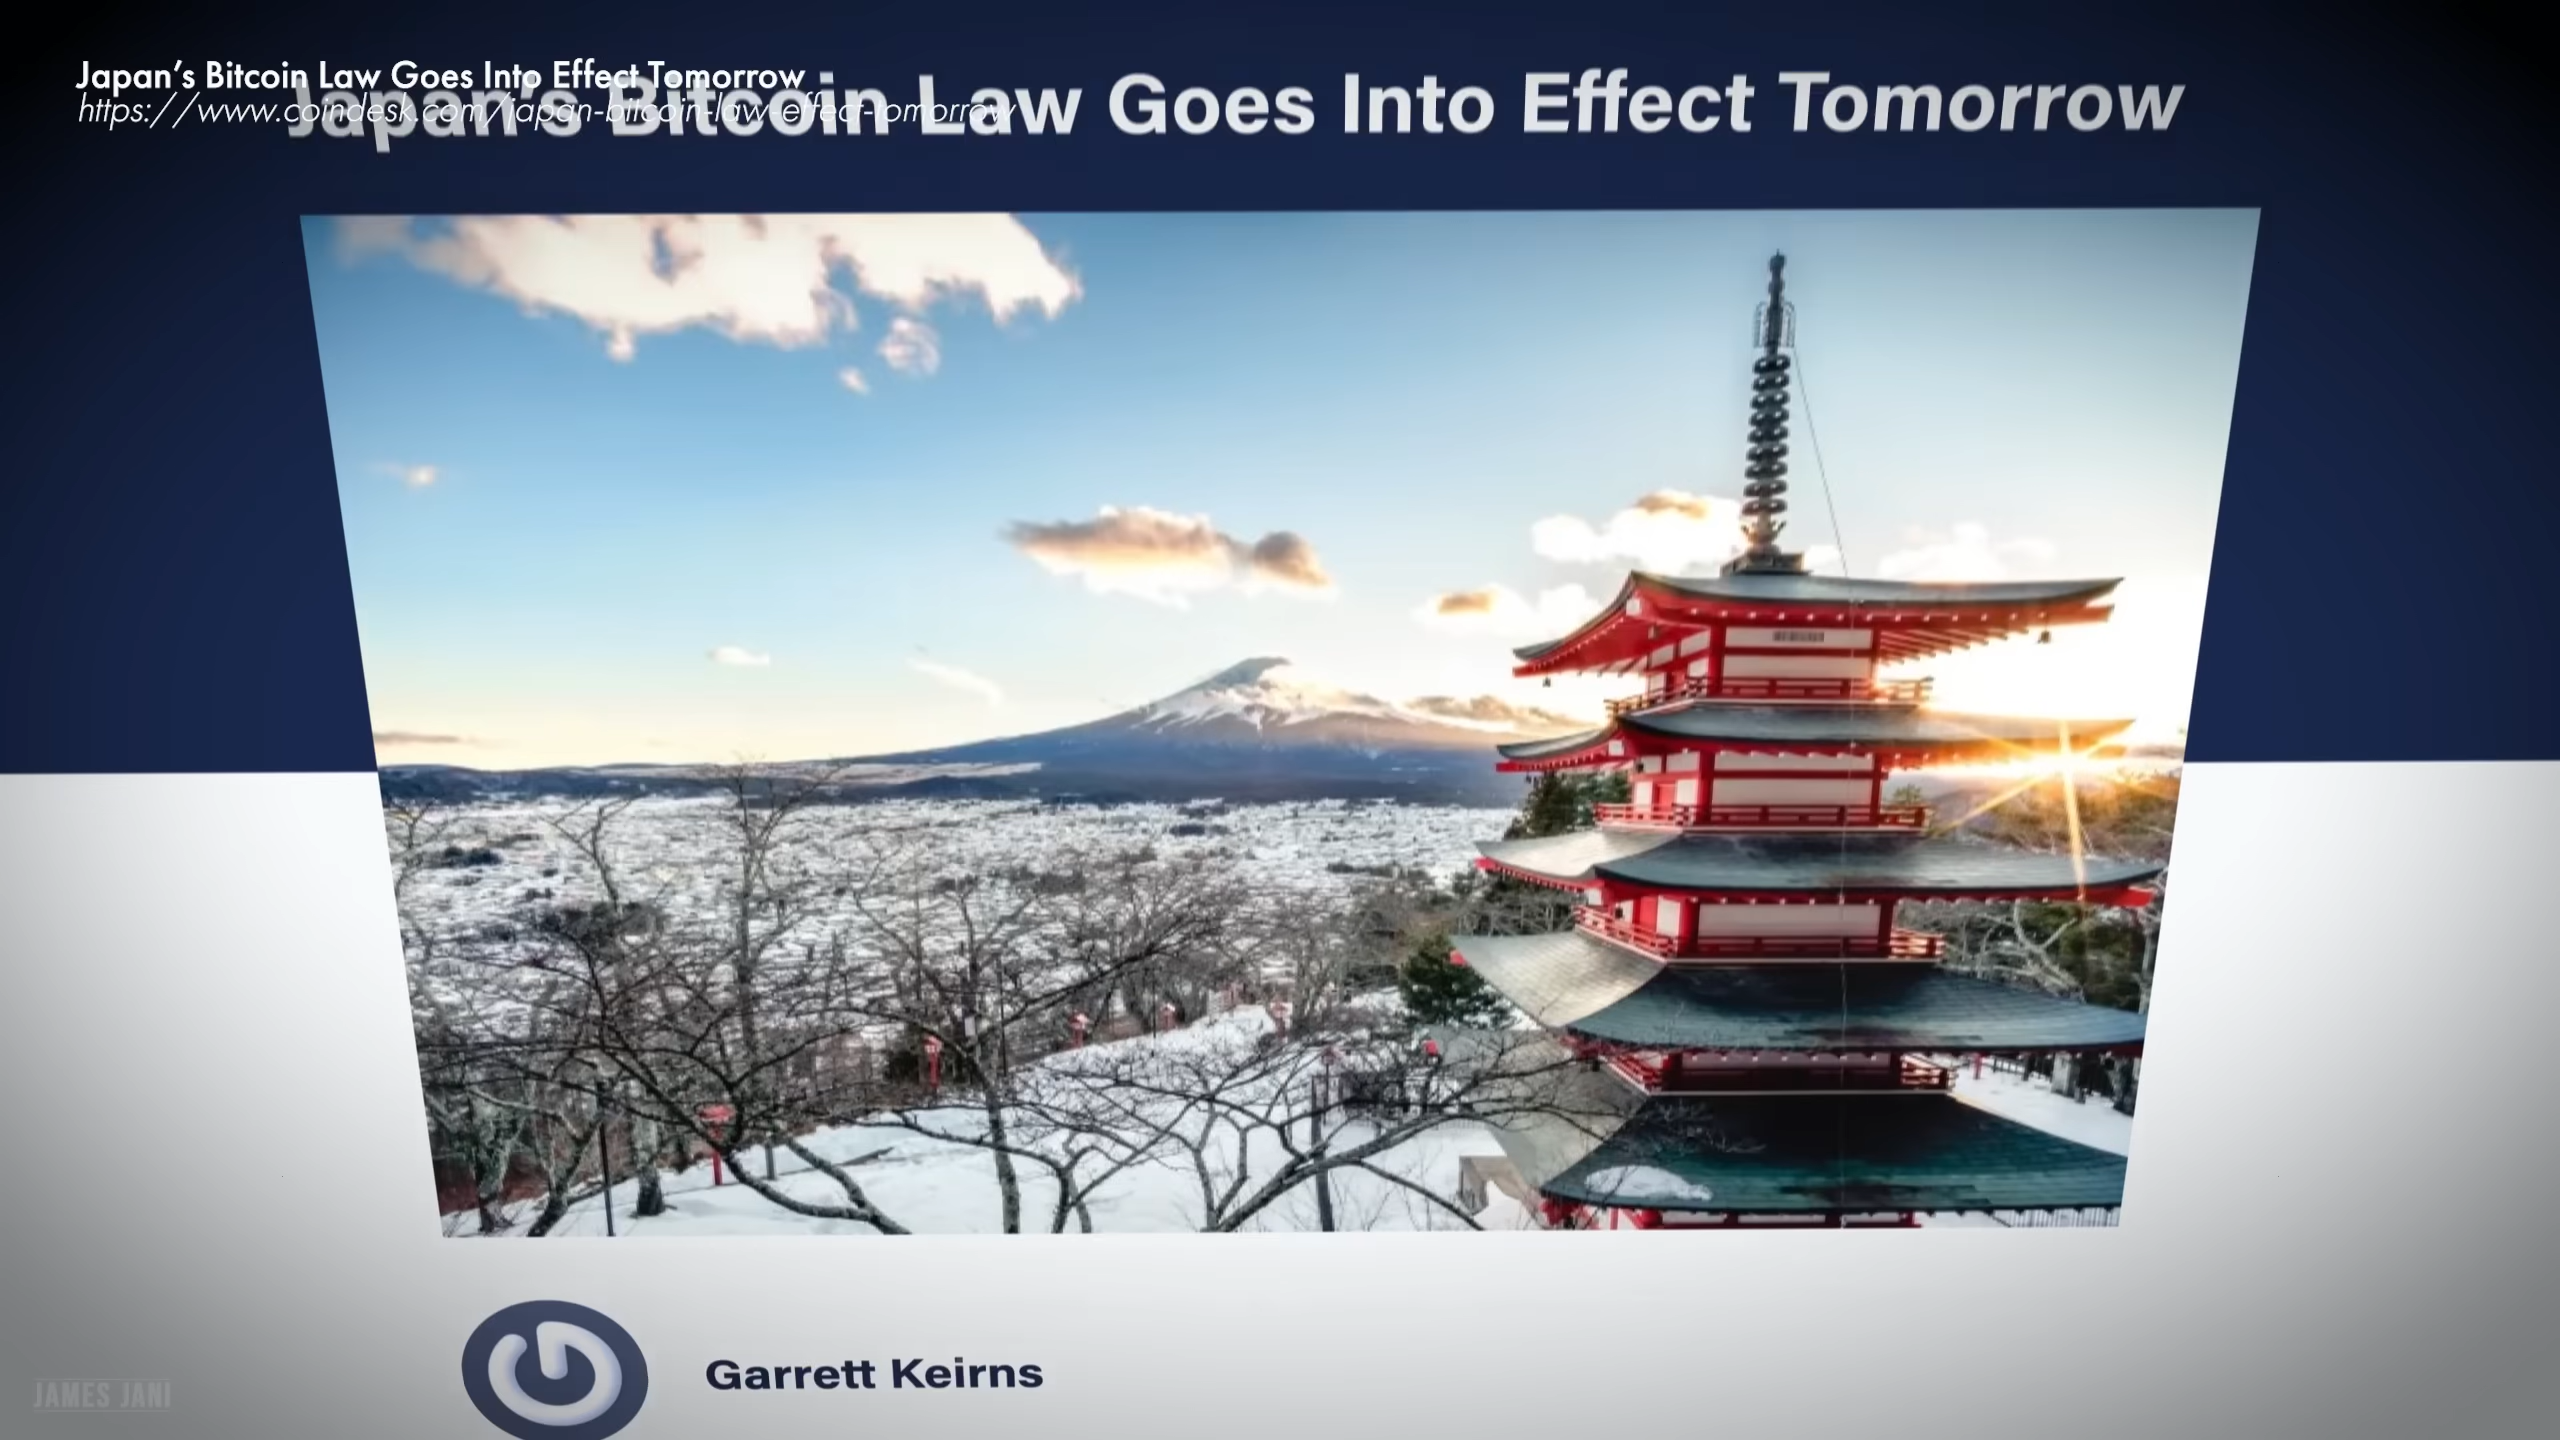 Japan's Bitcoin Law Goes Into Effect Tomorrow
https://www.coindesk.com/japan-bitcoin-law-effect-tomorrow
Japan's Bitcoin Law Goes Into Effect Tomorrow
Garrett Keirns
JAMES JANI